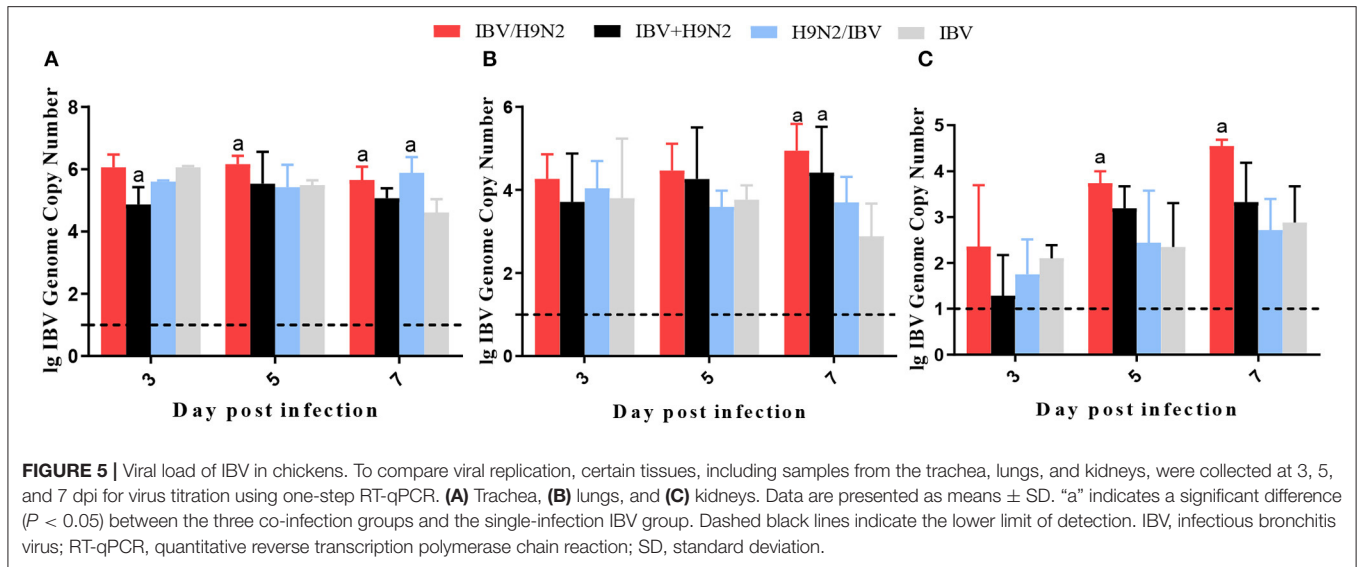 IBV/H9N2 IBV+H9N2 H9N2/IBV IBV
A
lg IBV Genome Copy Number
8
6
4
2
0
a
a
a
a
3
5
7
Day post infection
B
lg IBV Genome Copy Number
6
4
2
0
a
a
3
5
7
Day post infection
C
lg IBV Genome Copy Number
5
4
3
2
1
0
a
a
3
5
7
Day post infection
FIGURE 5 | Viral load of IBV in chickens. To compare viral replication, certain tissues, including samples from the trachea, lungs, and kidneys, were collected at 3, 5,
and 7 dpi for virus titration using one-step RT-qPCR. (A) Trachea, (B) lungs, and (C) kidneys. Data are presented as means ± SD. “a” indicates a significant difference
(P < 0.05) between the three co-infection groups and the single-infection IBV group. Dashed black lines indicate the lower limit of detection. IBV, infectious bronchitis
virus; RT-qPCR, quantitative reverse transcription polymerase chain reaction; SD, standard deviation.